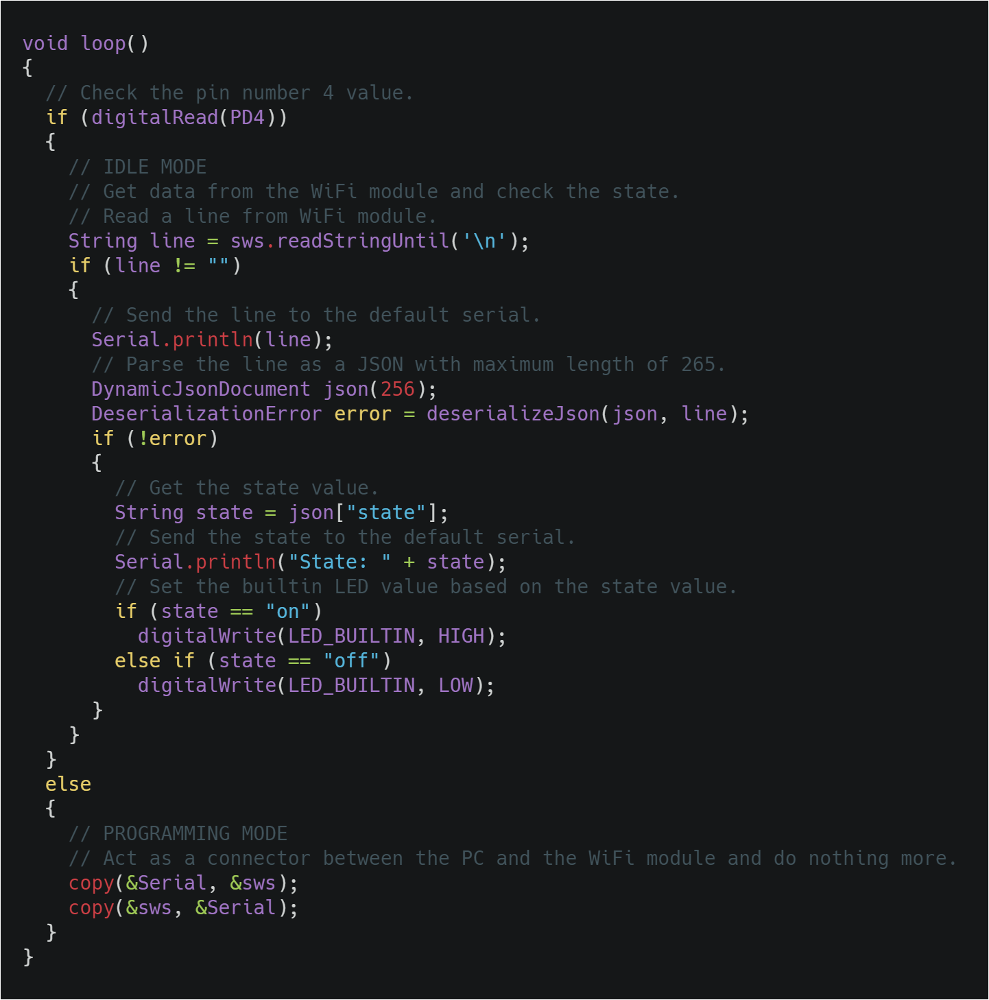 void loop()
{
  // Check the pin number 4 value.
  if (digitalRead(PD4))
  {
    // IDLE MODE
    // Get data from the WiFi module and check the state.
    // Read a line from WiFi module.
    String line = sws.readStringUntil('\n');
    if (line != "")
    {
      // Send the line to the default serial.
      Serial.println(line);
      // Parse the line as a JSON with maximum length of 265.
      DynamicJsonDocument json(256);
      DeserializationError error = deserializeJson(json, line);
      if (!error)
      {
        // Get the state value.
        String state = json["state"];
        // Send the state to the default serial.
        Serial.println("State: " + state);
        // Set the builtin LED value based on the state value.
        if (state == "on")
          digitalWrite(LED_BUILTIN, HIGH);
        else if (state == "off")
          digitalWrite(LED_BUILTIN, LOW);
      }
    }
  }
  else
  {
    // PROGRAMMING MODE
    // Act as a connector between the PC and the WiFi module and do nothing more.
    copy(&Serial, &sws);
    copy(&sws, &Serial);
  }
}